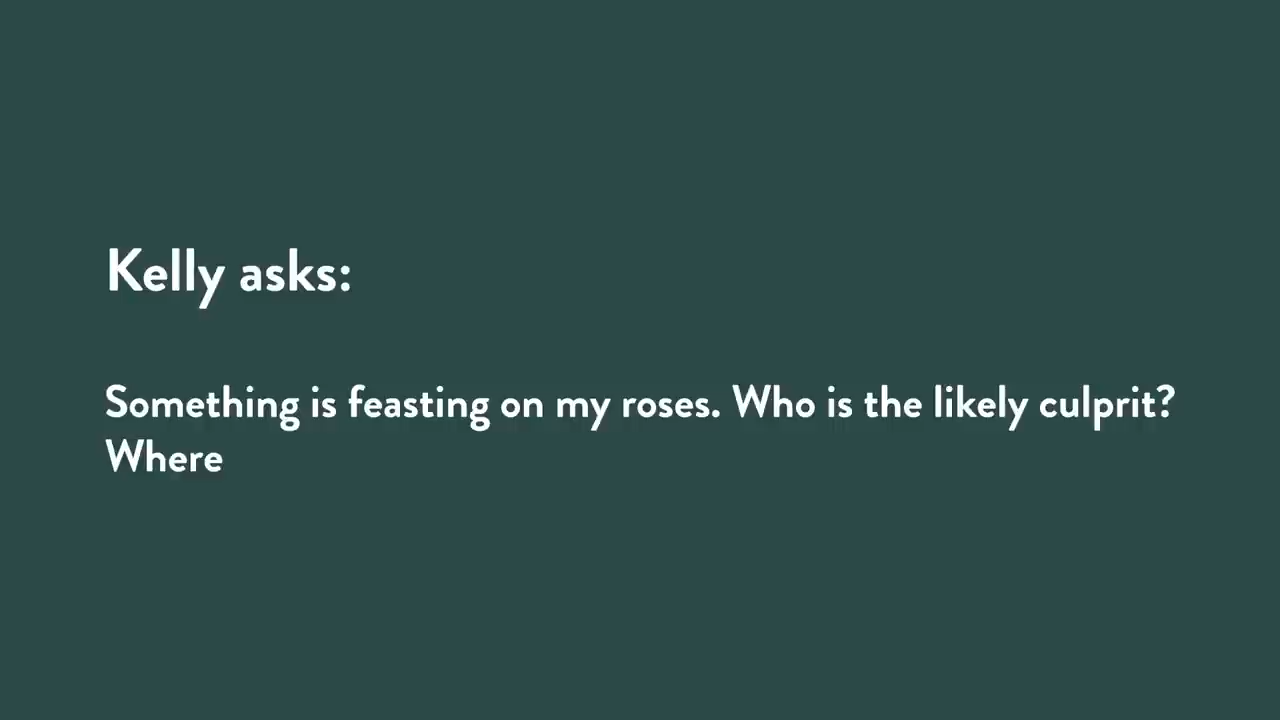 Kelly asks:
Something is feasting on my roses. Who is the likely culprit?
Where